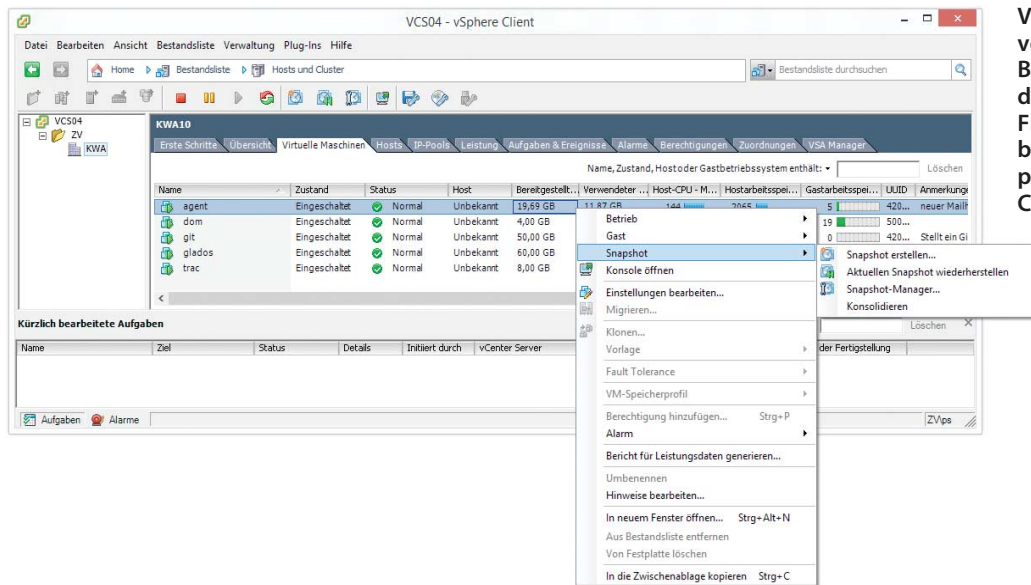 VCS04 - vSphere Client
Datei Bearbeiten Ansicht Bestandsliste Verwaltung Plug-Ins Hilfe
Home Bestandsliste Hosts und Cluster
Bestandsliste durchsuchen
VCS04
ZV
KWA
KWA10
Erste Schritte Übersicht Virtuelle Maschinen Hosts IP-Pools Leistung Aufgaben & Ereignisse Alarme Berechtigungen Zuordnungen VSA Manager
Name, Zustand, Host oder Gastbetriebssystem enthält: Löschen
Name Zustand Status Host Bereitgestellt... Verwendeter ... Host-CPU - M... Hostarbeitsspei... Gastarbeitsspei... UUID Anmerkunge
agent Eingeschaltet Normal Unbekannt 19,69 GB 11,87 GB 144 2065 5 420... neuer Mailh
dom Eingeschaltet Normal Unbekannt 4,00 GB 19 500...
git Eingeschaltet Normal Unbekannt 50,00 GB 0 420... Stellt ein Gi
glados Eingeschaltet Normal Unbekannt 60,00 GB
trac Eingeschaltet Normal Unbekannt 8,00 GB
Betrieb
Gast
Snapshot
Konsole öffnen
Einstellungen bearbeiten...
Migrieren...
Klonen...
Vorlage
Fault Tolerance
VM-Speicherprofil
Berechtigung hinzufügen... Strg+P
Alarm
Bericht für Leistungsdaten generieren...
Umbenennen
Hinweise bearbeiten...
In neuem Fenster öffnen... Strg+Alt+N
Aus Bestandsliste entfernen
Von Festplatte löschen
In die Zwischenablage kopieren Strg+C
Snapshot erstellen...
Aktuellen Snapshot wiederherstellen
Snapshot-Manager...
Konsolidieren
Kürzlich bearbeitete Aufgaben
Löschen
Name Ziel Status Details Initiiert durch vCenter Server der Fertigstellung
Aufgaben Alarme
ZV\ps
V
v
B
d
F
b
p
C